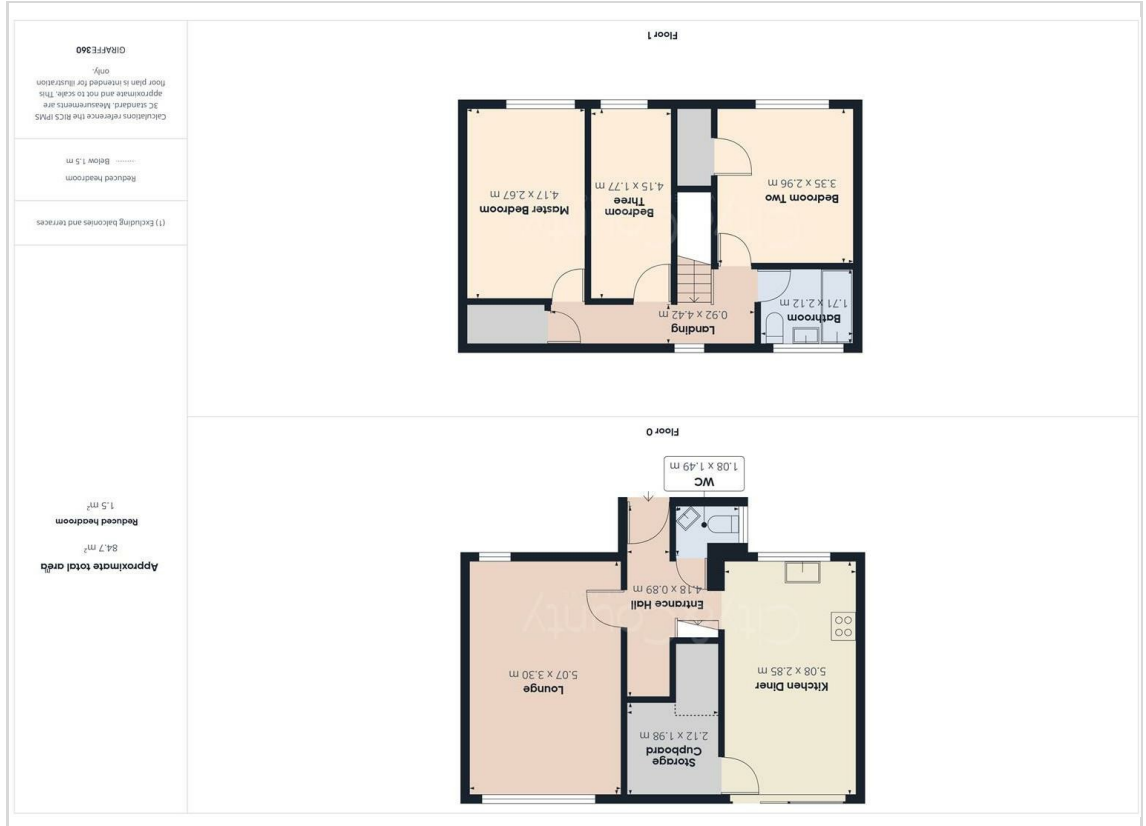 Storage
Cupboard
2.12 x 1.98 m
Kitchen Diner
5.08 x 2.85 m
Lounge
5.07 x 3.30 m
Entrance Hall
4.18 x 0.89 m
WC
1.08 x 1.49 m
Floor 0
Bathroom
1.71 x 2.12 m
Landing
0.92 x 4.42 m
Bedroom Two
3.35 x 2.96 m
Bedroom
Three
4.15 x 1.77 m
Master Bedroom
4.17 x 2.67 m
Floor 1
Approximate total area⁽¹⁾
84.7 m²
Reduced headroom
1.5 m²
(1) Excluding balconies and terraces
Reduced headroom
Below 1.5 m
Calculations reference the RICS IPMS
3C standard. Measurements are
approximate and not to scale. This
floor plan is intended for illustration
only.
GIRAFFE360
City County